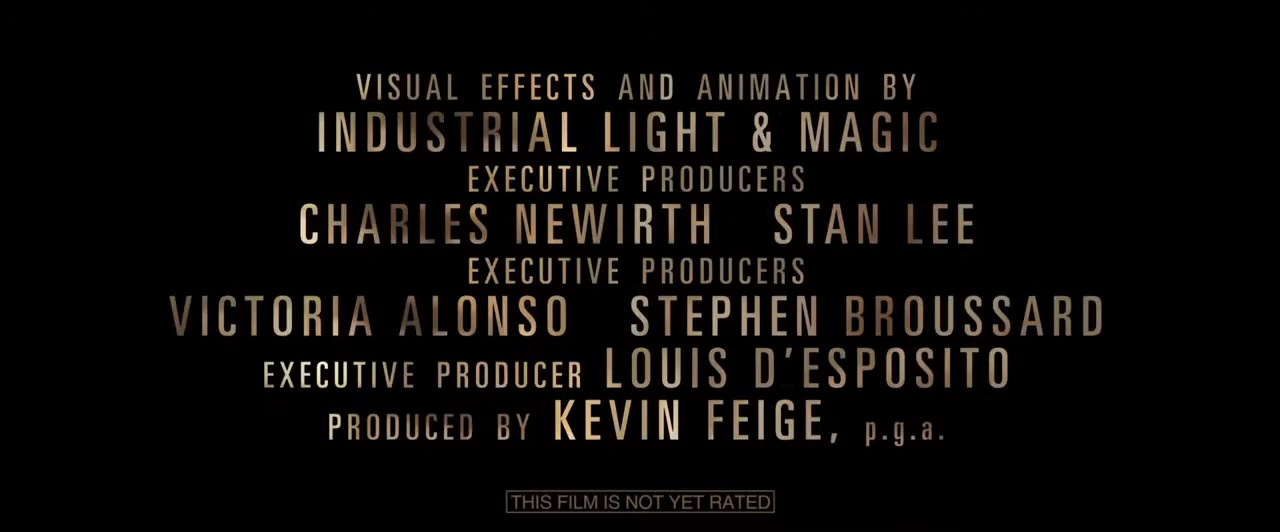 VISUAL EFFECTS AND ANIMATION BY
INDUSTRIAL LIGHT & MAGIC
EXECUTIVE PRODUCERS
CHARLES NEWIRTH STAN LEE
EXECUTIVE PRODUCERS
VICTORIA ALONSO STEPHEN BROUSSARD
EXECUTIVE PRODUCER LOUIS D'ESPOSITO
PRODUCED BY KEVIN FEIGE, p.g.a.
THIS FILM IS NOT YET RATED